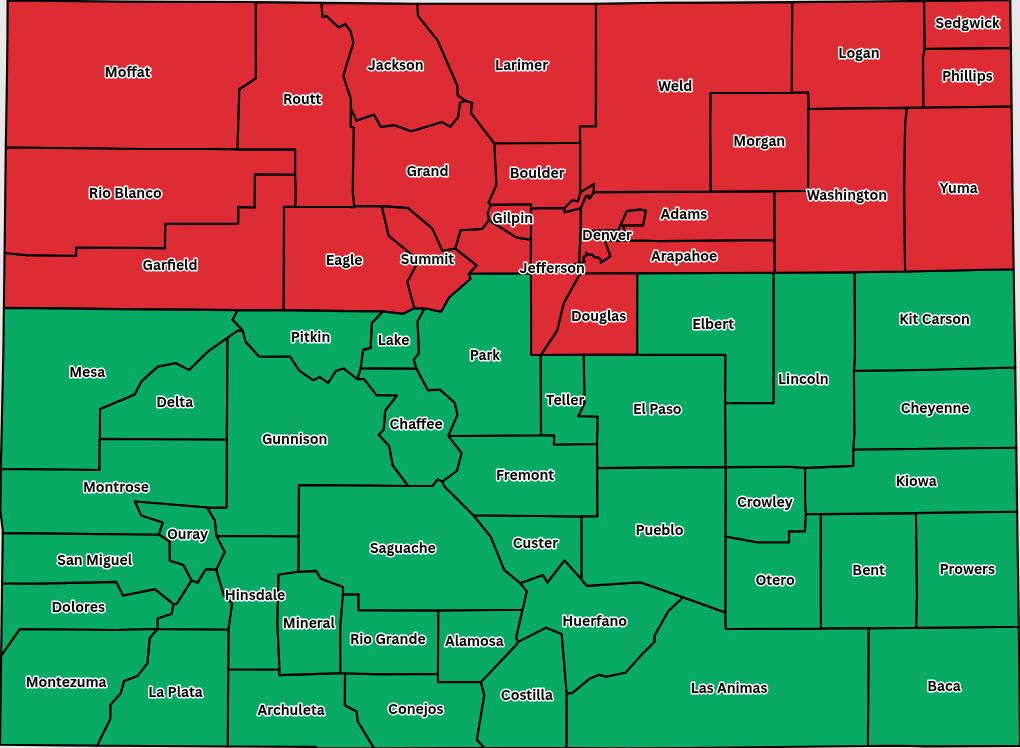 Sedgwick
Logan
Jackson
Larimer
Moffat
Phillips
Weld
Routt
Morgan
Grand
Boulder
Yuma
Rio Blanco
Washington
Adams
Gilpin
Denver
Arapahoe
Eagle
Summit
Garfield
Jefferson
Douglas
Kit Carson
Elbert
Pitkin
Lake
Park
Mesa
Lincoln
Teller
Delta
El Paso
Cheyenne
Chaffee
Gunnison
Fremont
Kiowa
Montrose
Crowley
Pueblo
Ouray
Custer
Saguache
San Miguel
Bent
Prowers
Otero
Hinsdale
Dolores
Huerfano
Mineral
Rio Grande
Alamosa
Montezuma
Baca
Las Animas
La Plata
Costilla
Archuleta
Conejos